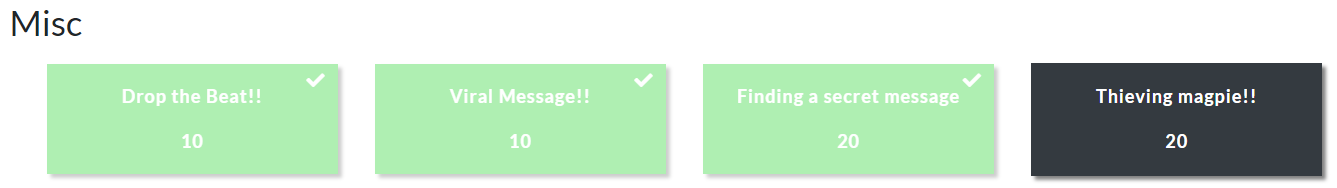 Misc
Drop the Beat!!
10
Viral Message!!
10
Finding a secret message
20
Thieving magpie!!
20